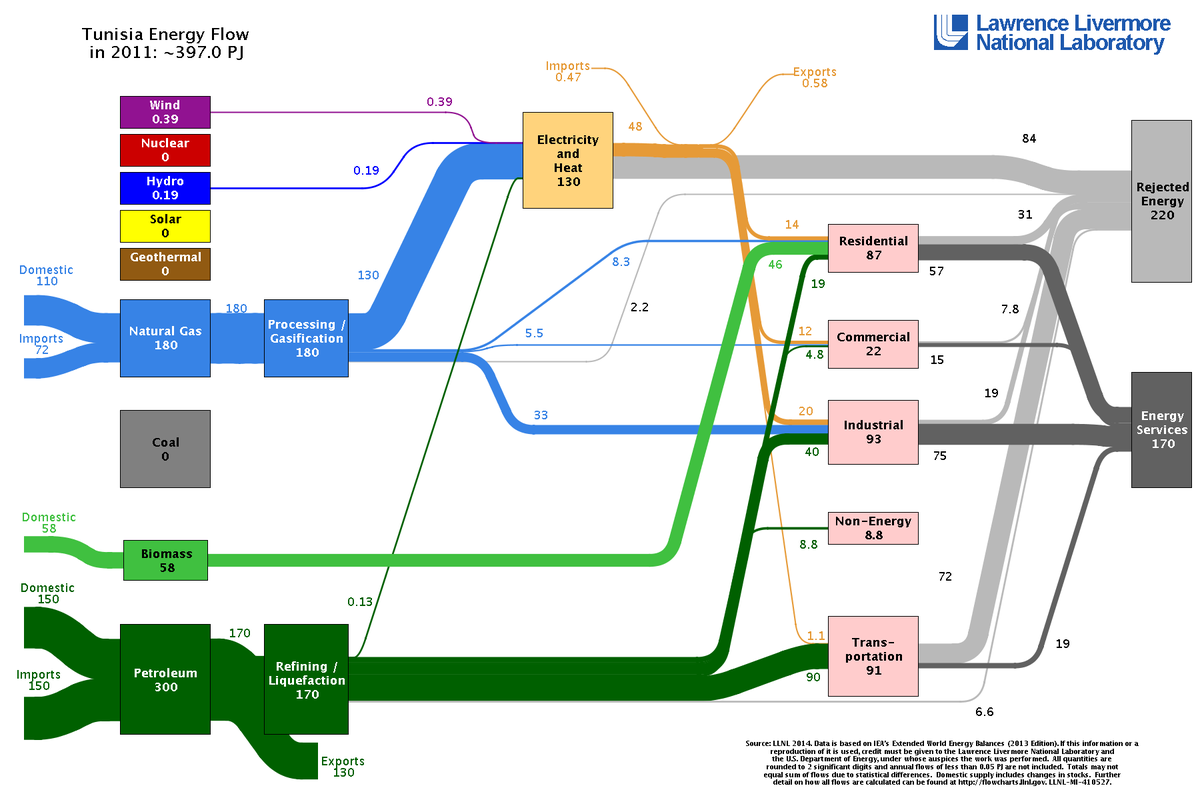 Tunisia Energy Flow
in 2011: ~397.0 PJ
Lawrence Livermore
National Laboratory
Imports
0.47
Exports
0.58
Wind
0.39
0.39
Nuclear
0
Hydro
0.19
0.19
Solar
0
Geothermal
0
Electricity
and
Heat
130
48
84
Rejected
Energy
220
Domestic
110
Imports
72
Natural Gas
180
180
Processing /
Gasification
180
130
8.3
5.5
2.2
33
14
46
19
Residential
87
31
57
12
4.8
Commercial
22
7.8
15
20
40
Industrial
93
19
75
Energy
Services
170
Coal
0
Domestic
58
Biomass
58
8.8
Non-Energy
8.8
Domestic
150
Imports
150
Petroleum
300
170
Refining /
Liquefaction
170
0.13
Exports
130
1.1
90
Trans-
portation
91
72
19
6.6
Source: LLNL 2014. Data is based on IEA's Extended World Energy Balances (2013 Edition). If this information or a
reproduction of it is used, credit must be given to the Lawrence Livermore National Laboratory and
the U.S. Department of Energy, under whose auspices the work was performed. All quantities are
rounded to 2 significant digits and annual flows of less than 0.05 PJ are not included. Totals may not
equal sum of flows due to statistical differences. Domestic supply includes changes in stocks. Further
detail on how all flows are calculated can be found at http://flowcharts.llnl.gov. LLNL-MI-410527.